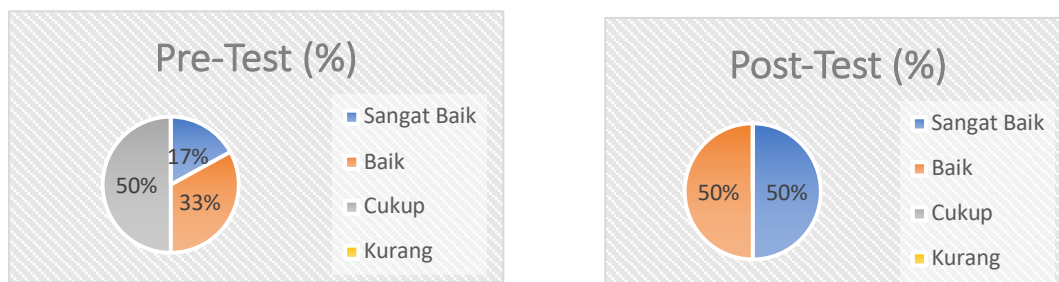 Pre-Test (%)
17%
33%
50%
Sangat Baik
Baik
Cukup
Kurang
Post-Test (%)
50%
50%
Sangat Baik
Baik
Cukup
Kurang